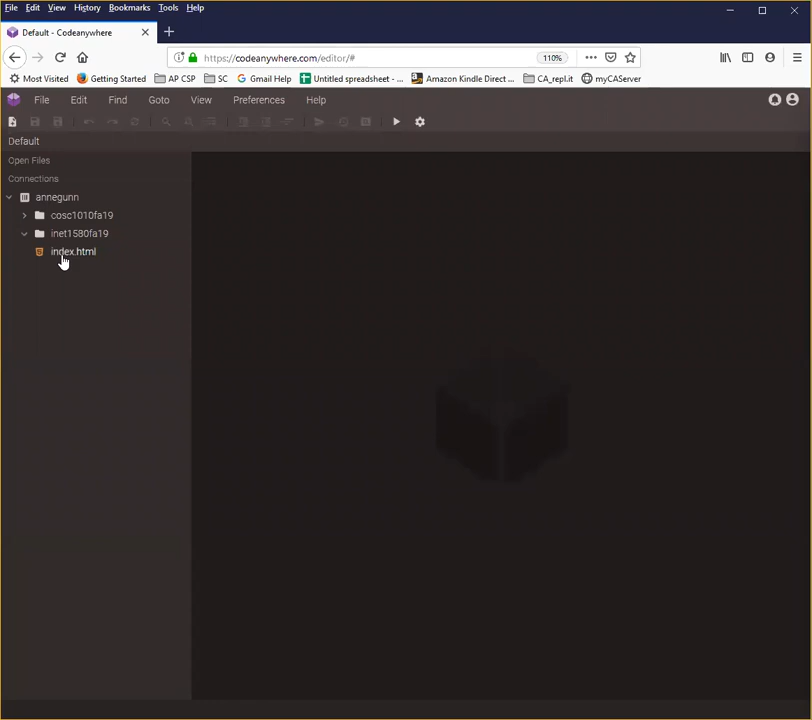 File Edit View History Bookmarks Tools Help
Default - Codeanywhere
https://codeanywhere.com/editor/# 110%
Most Visited Getting Started AP CSP SC Gmail Help Untitled spreadsheet - ... Amazon Kindle Direct ... CA_repl.it myCAServer
File Edit Find Goto View Preferences Help
Default
Open Files
Connections
annegunn
cosc1010fa19
inet1580fa19
index.html